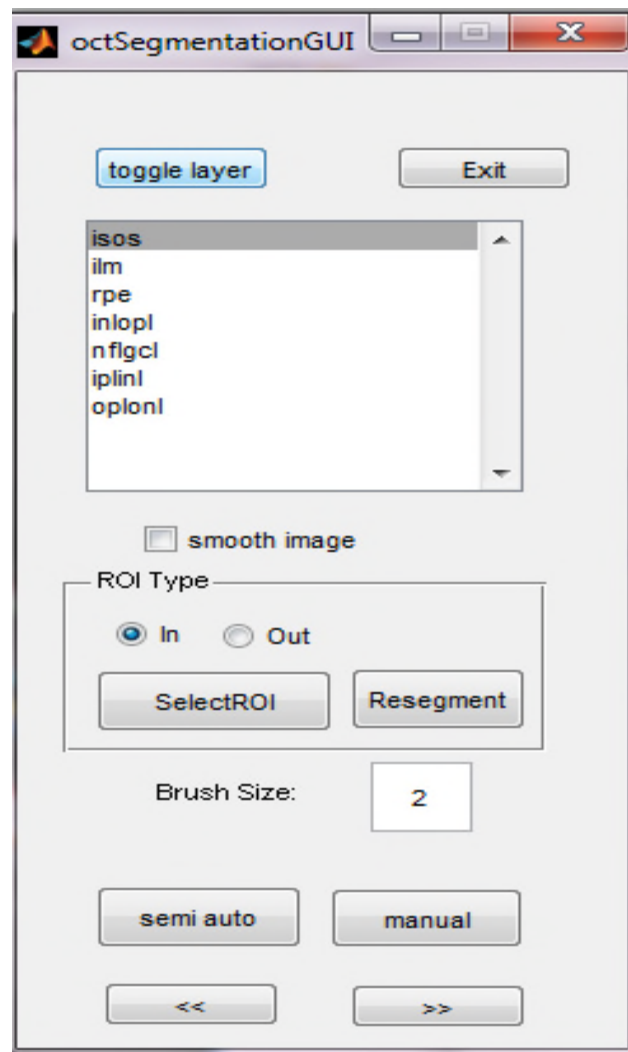 octSegmentationGUI
toggle layer Exit
isos
ilm
rpe
inlopl
nflgcl
iplinl
oplonl
smooth image
ROI Type
In Out
SelectROI Resegment
Brush Size: 2
semi auto manual
<< >>